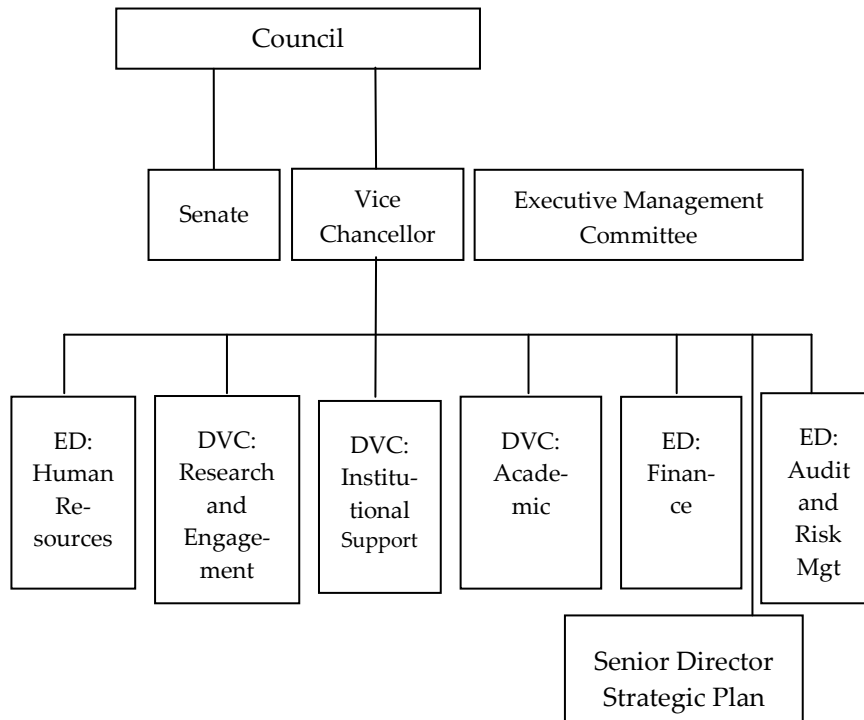 Council
Senate
Vice
Chancellor
Executive Management
Committee
ED:
Human
Re-
sources
DVC:
Research
and
Engage-
ment
DVC:
Institu-
tional
Support
DVC:
Acade-
mic
ED:
Finan-
ce
ED:
Audit
and
Risk
Mgt
Senior Director
Strategic Plan